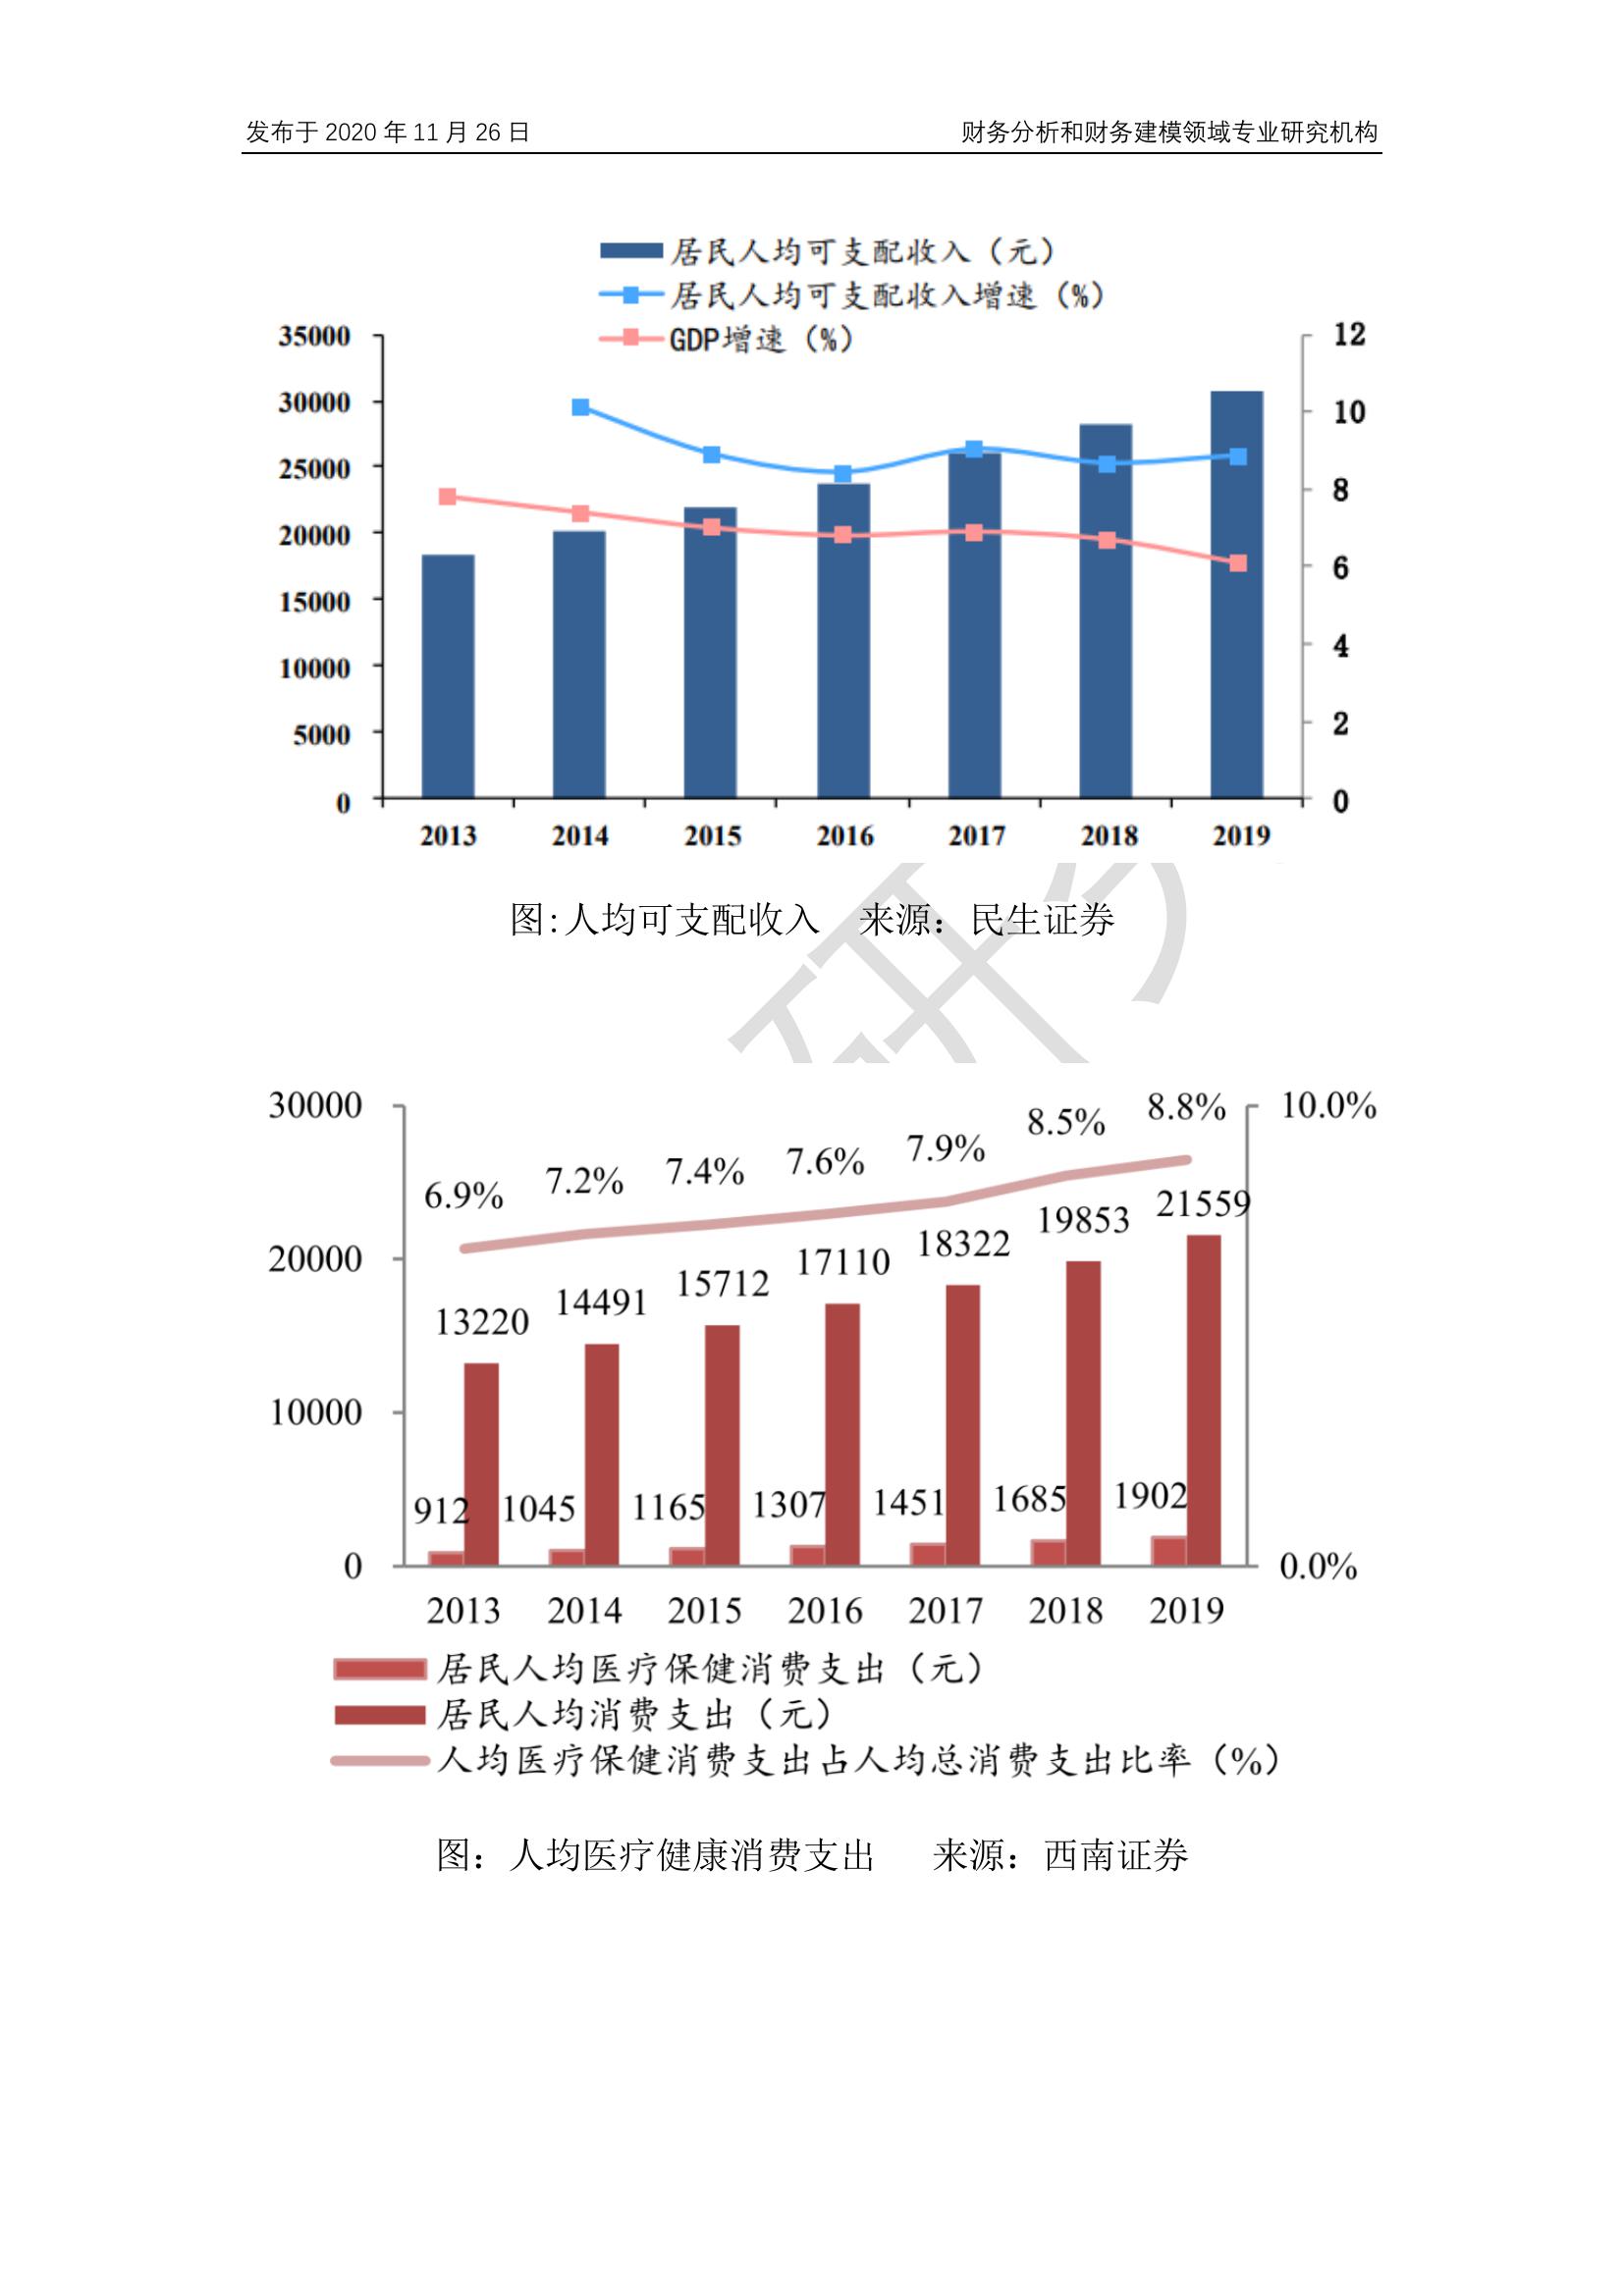 发布于 2020 年 11 月 26 日 财务分析和财务建模领域专业研究机构
居民人均可支配收入（元）
居民人均可支配收入增速（%）
GDP增速（%）
35000 12
30000 10
25000 8
20000 6
15000 4
10000 2
5000 0
0
2013 2014 2015 2016 2017 2018 2019
图:人均可支配收入 来源：民生证券
研
30000 10.0%
20000
10000
0 0.0%
6.9% 7.2% 7.4% 7.6% 7.9% 8.5% 8.8%
13220 14491 15712 17110 18322 19853 21559
912 1045 1165 1307 1451 1685 1902
2013 2014 2015 2016 2017 2018 2019
居民人均医疗保健消费支出（元）
居民人均消费支出（元）
人均医疗保健消费支出占人均总消费支出比率（%）
图：人均医疗健康消费支出 来源：西南证券